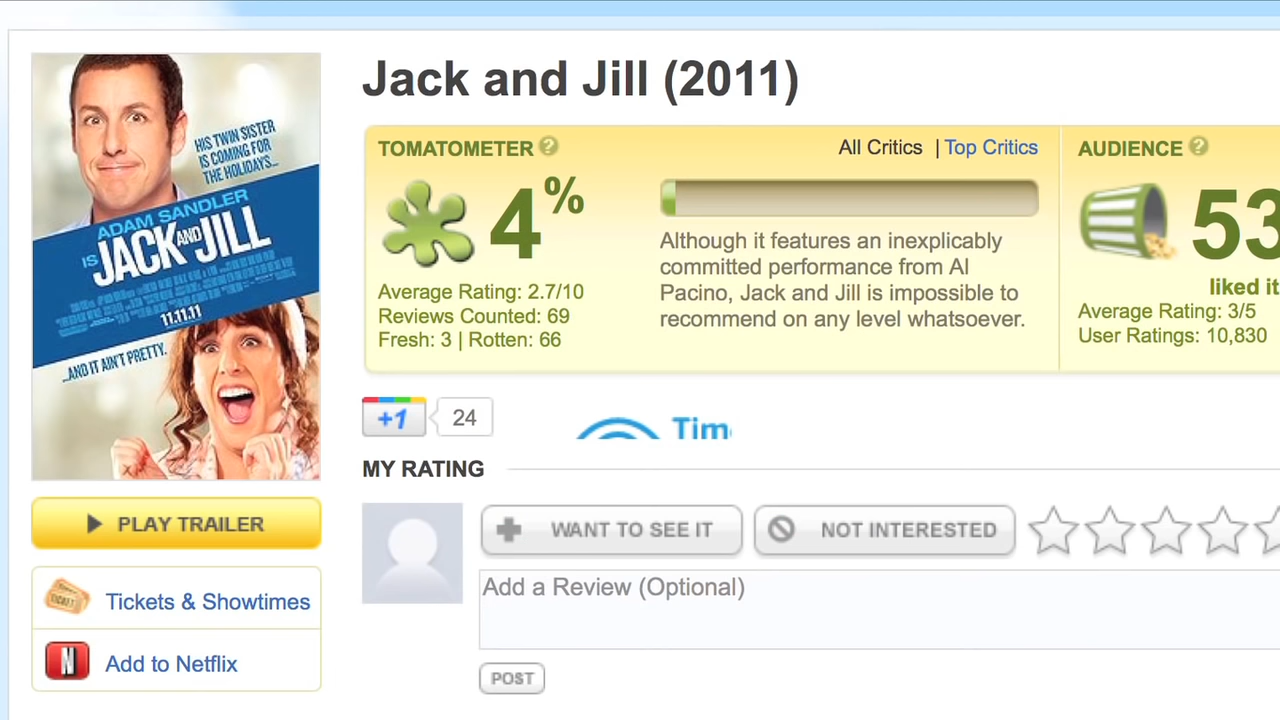 Jack and Jill (2011)
HIS TWIN SISTER
IS COMING FOR
THE HOLIDAYS...
ADAM SANDLER
IS JACK AND JILL
11.11.11
...AND IT AIN'T PRETTY.
TOMATOMETER ?
All Critics | Top Critics
4%
Average Rating: 2.7/10
Reviews Counted: 69
Fresh: 3 | Rotten: 66
Although it features an inexplicably
committed performance from Al
Pacino, Jack and Jill is impossible to
recommend on any level whatsoever.
AUDIENCE ?
53
liked it
Average Rating: 3/5
User Ratings: 10,830
+1 24
Tim
MY RATING
WANT TO SEE IT
NOT INTERESTED
Add a Review (Optional)
POST
PLAY TRAILER
TICKET
Tickets & Showtimes
N
Add to Netflix